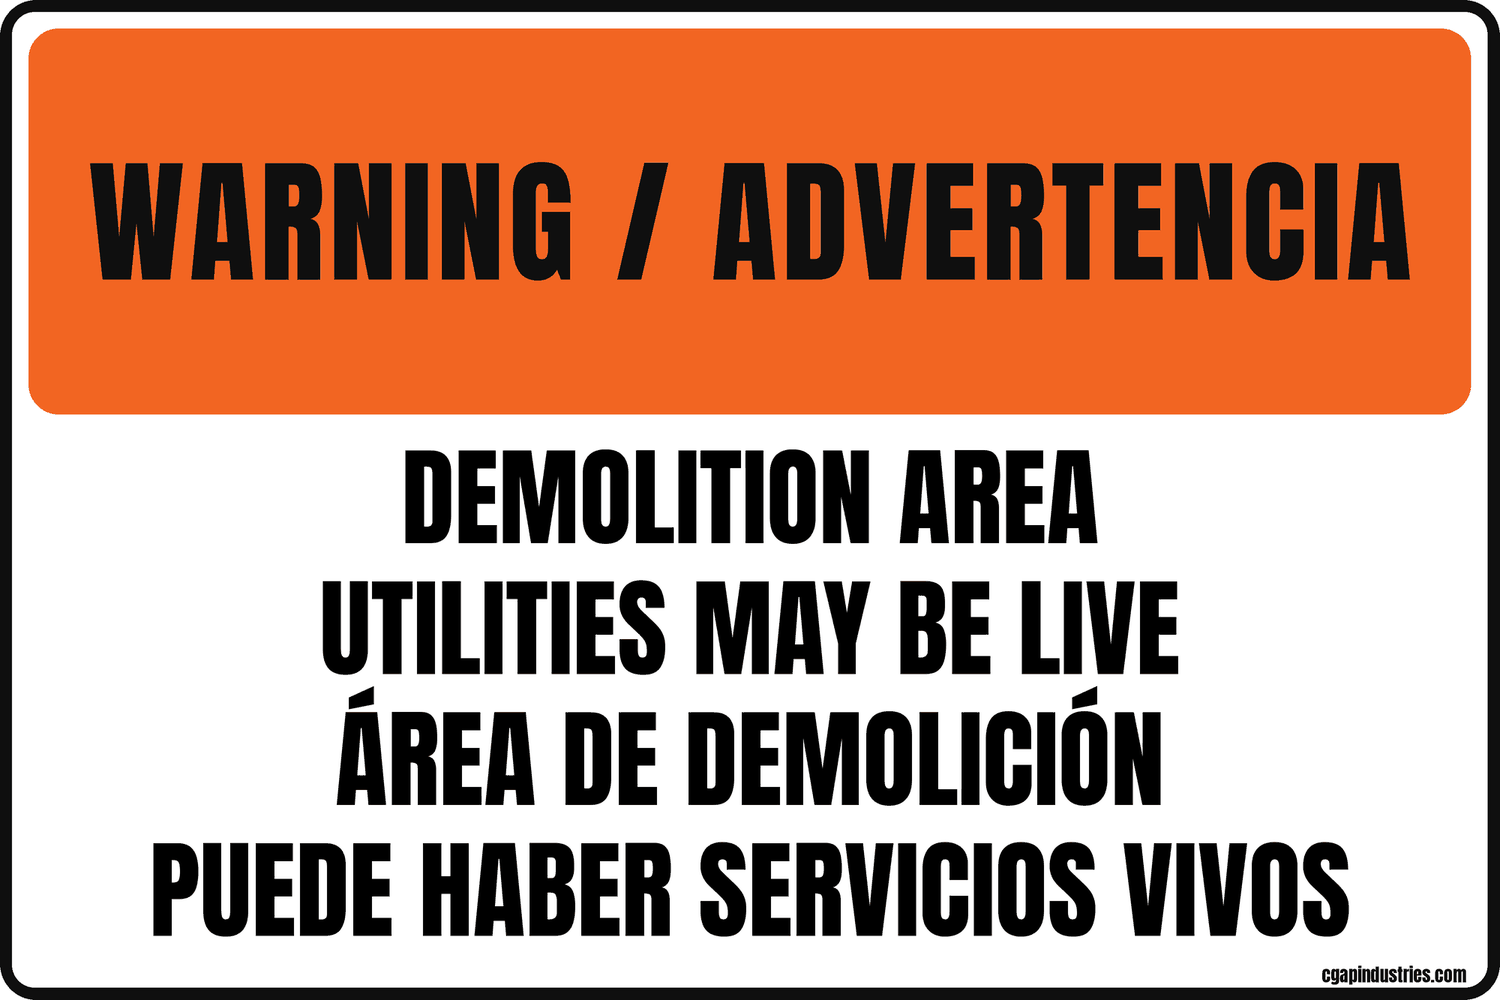 WARNING / ADVERTENCIA
DEMOLITION AREA
UTILITIES MAY BE LIVE
ÁREA DE DEMOLICIÓN
PUEDE HABER SERVICIOS VIVOS
cgapindustries.com